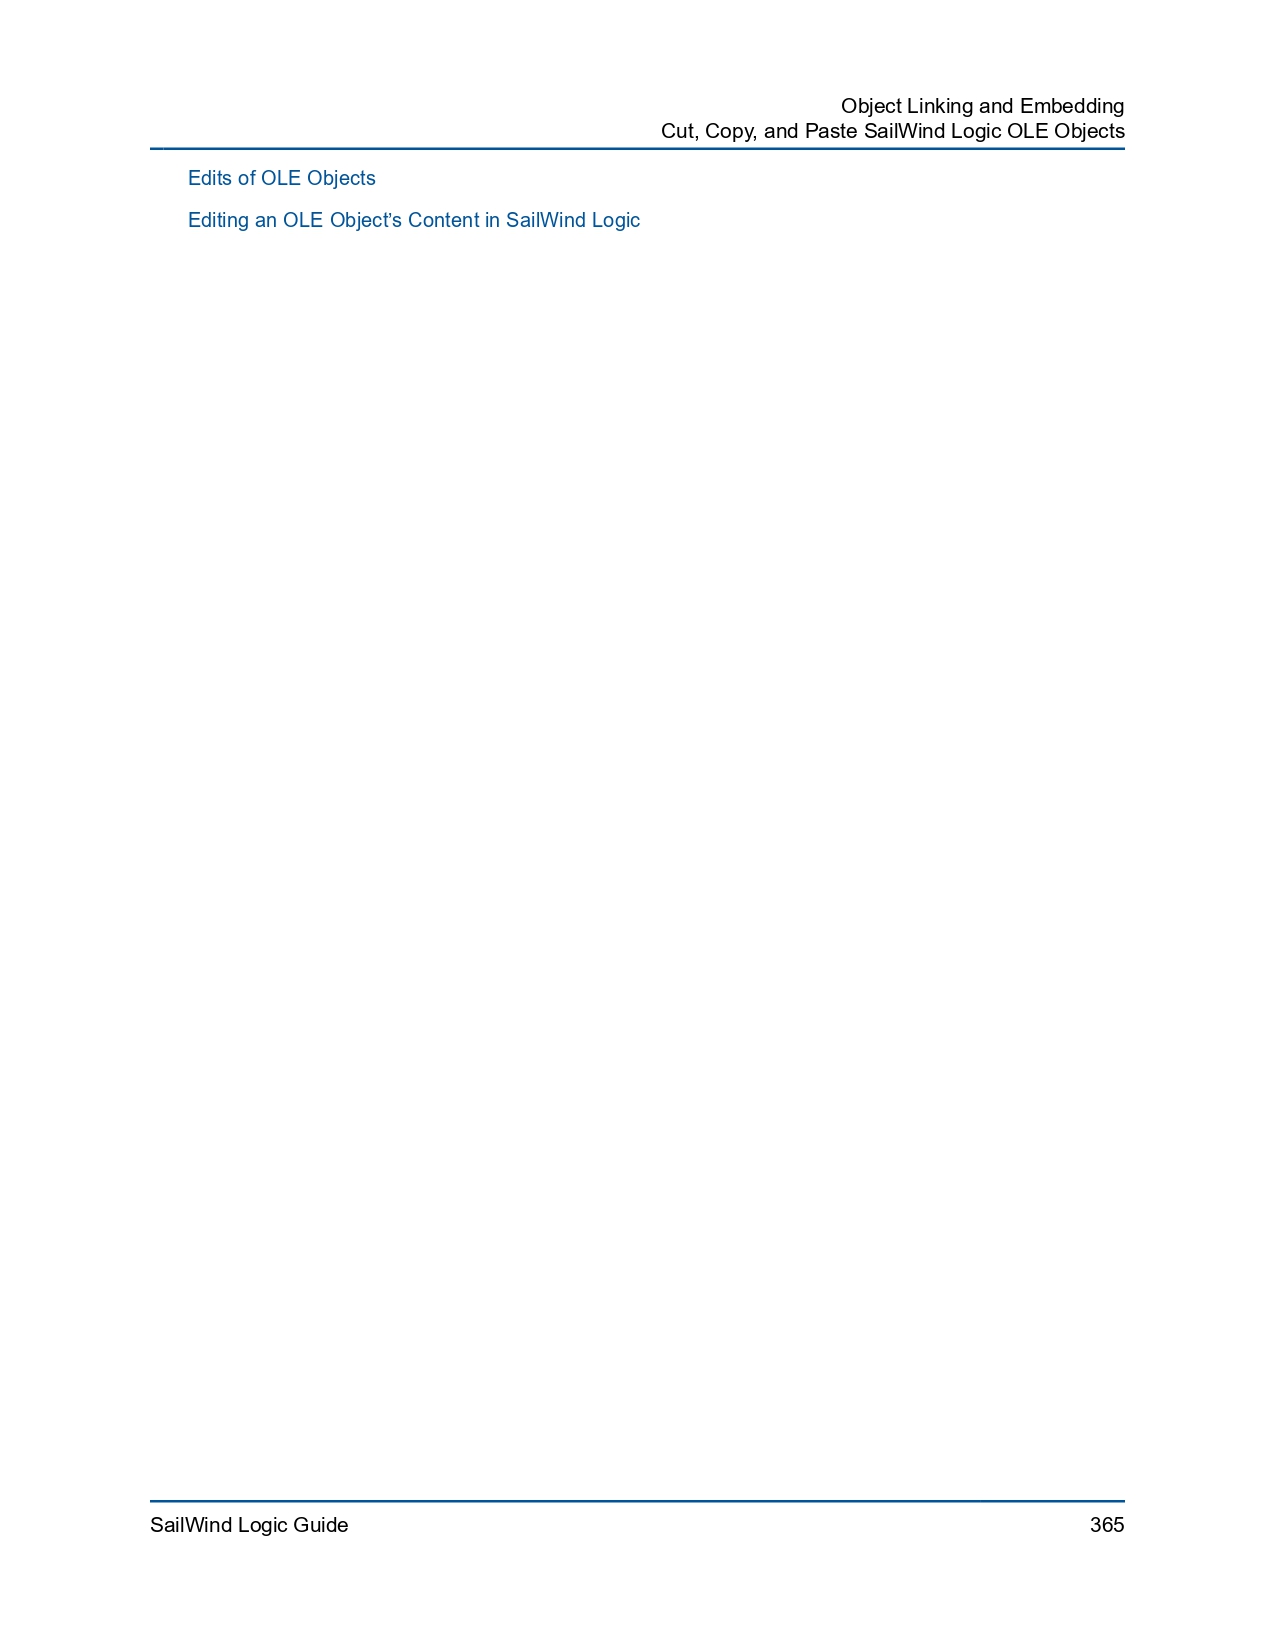 Object Linking and Embedding
Cut, Copy, and Paste SailWind Logic OLE Objects
Edits of OLE Objects
Editing an OLE Object’s Content in SailWind Logic
SailWind Logic Guide 365